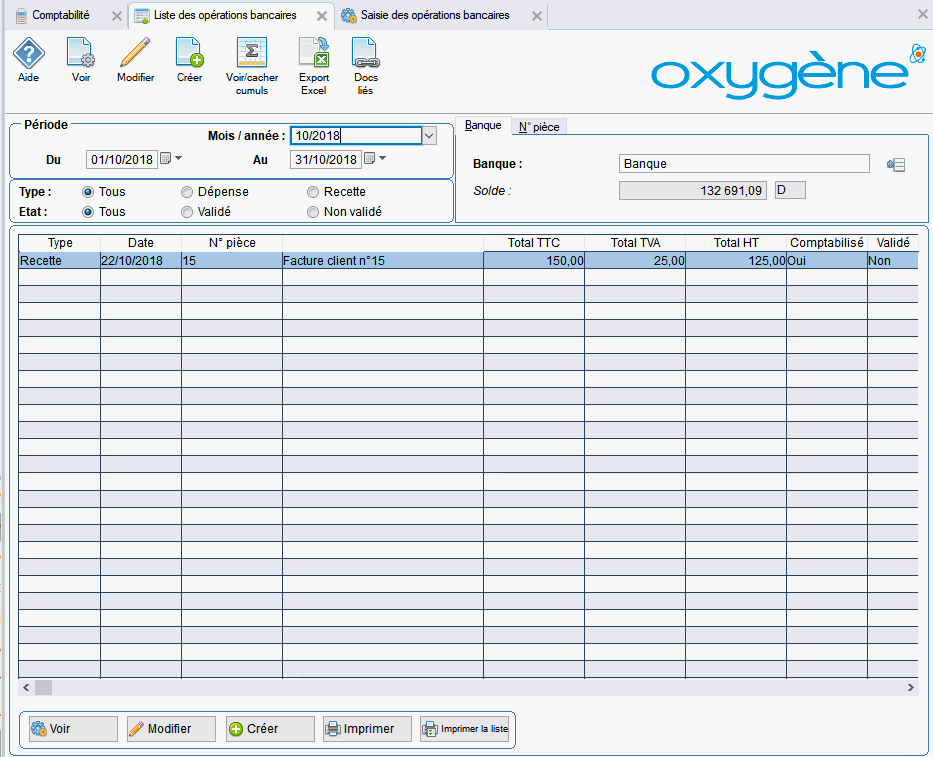 Comptabilité Liste des opérations bancaires Saisie des opérations bancaires
Aide Voir Modifier Créer Voir/cacher cumuls Export Excel Docs liés
oxygène
Période
Mois / année : 10/2018
Du 01/10/2018 Au 31/10/2018
Type : Tous Dépense Recette
Etat : Tous Validé Non validé
Banque N° pièce
Banque : Banque
Solde : 132 691,09 D
Type Date N° pièce Total TTC Total TVA Total HT Comptabilisé Validé
Recette 22/10/2018 15 Facture client n°15 150,00 25,00 125,00 Oui Non
Voir Modifier Créer Imprimer Imprimer la liste